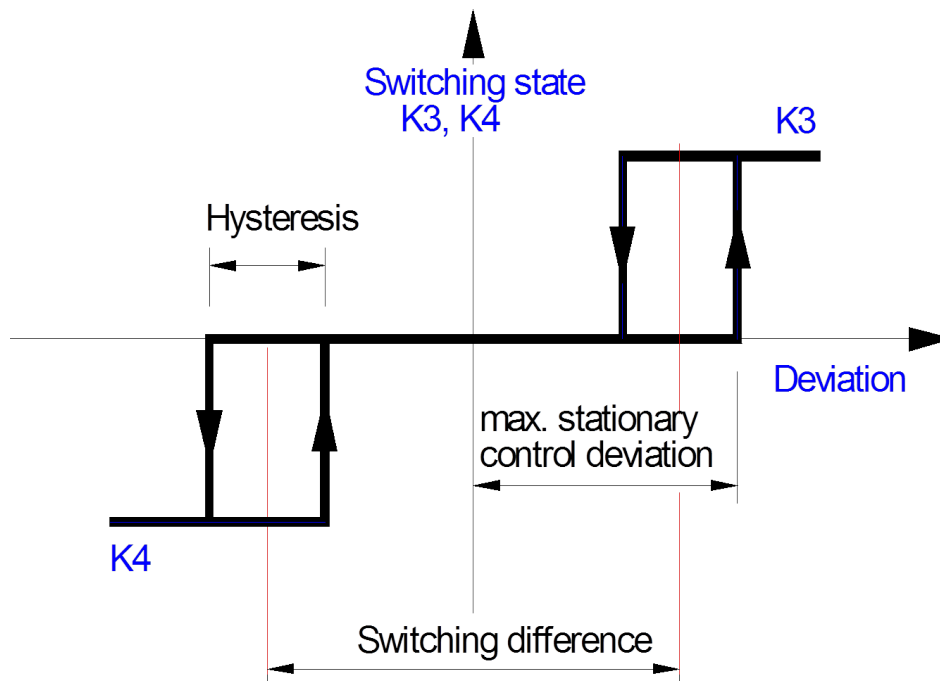 Switching state
K3, K4
K3
Hysteresis
Deviation
max. stationary
control deviation
K4
Switching difference